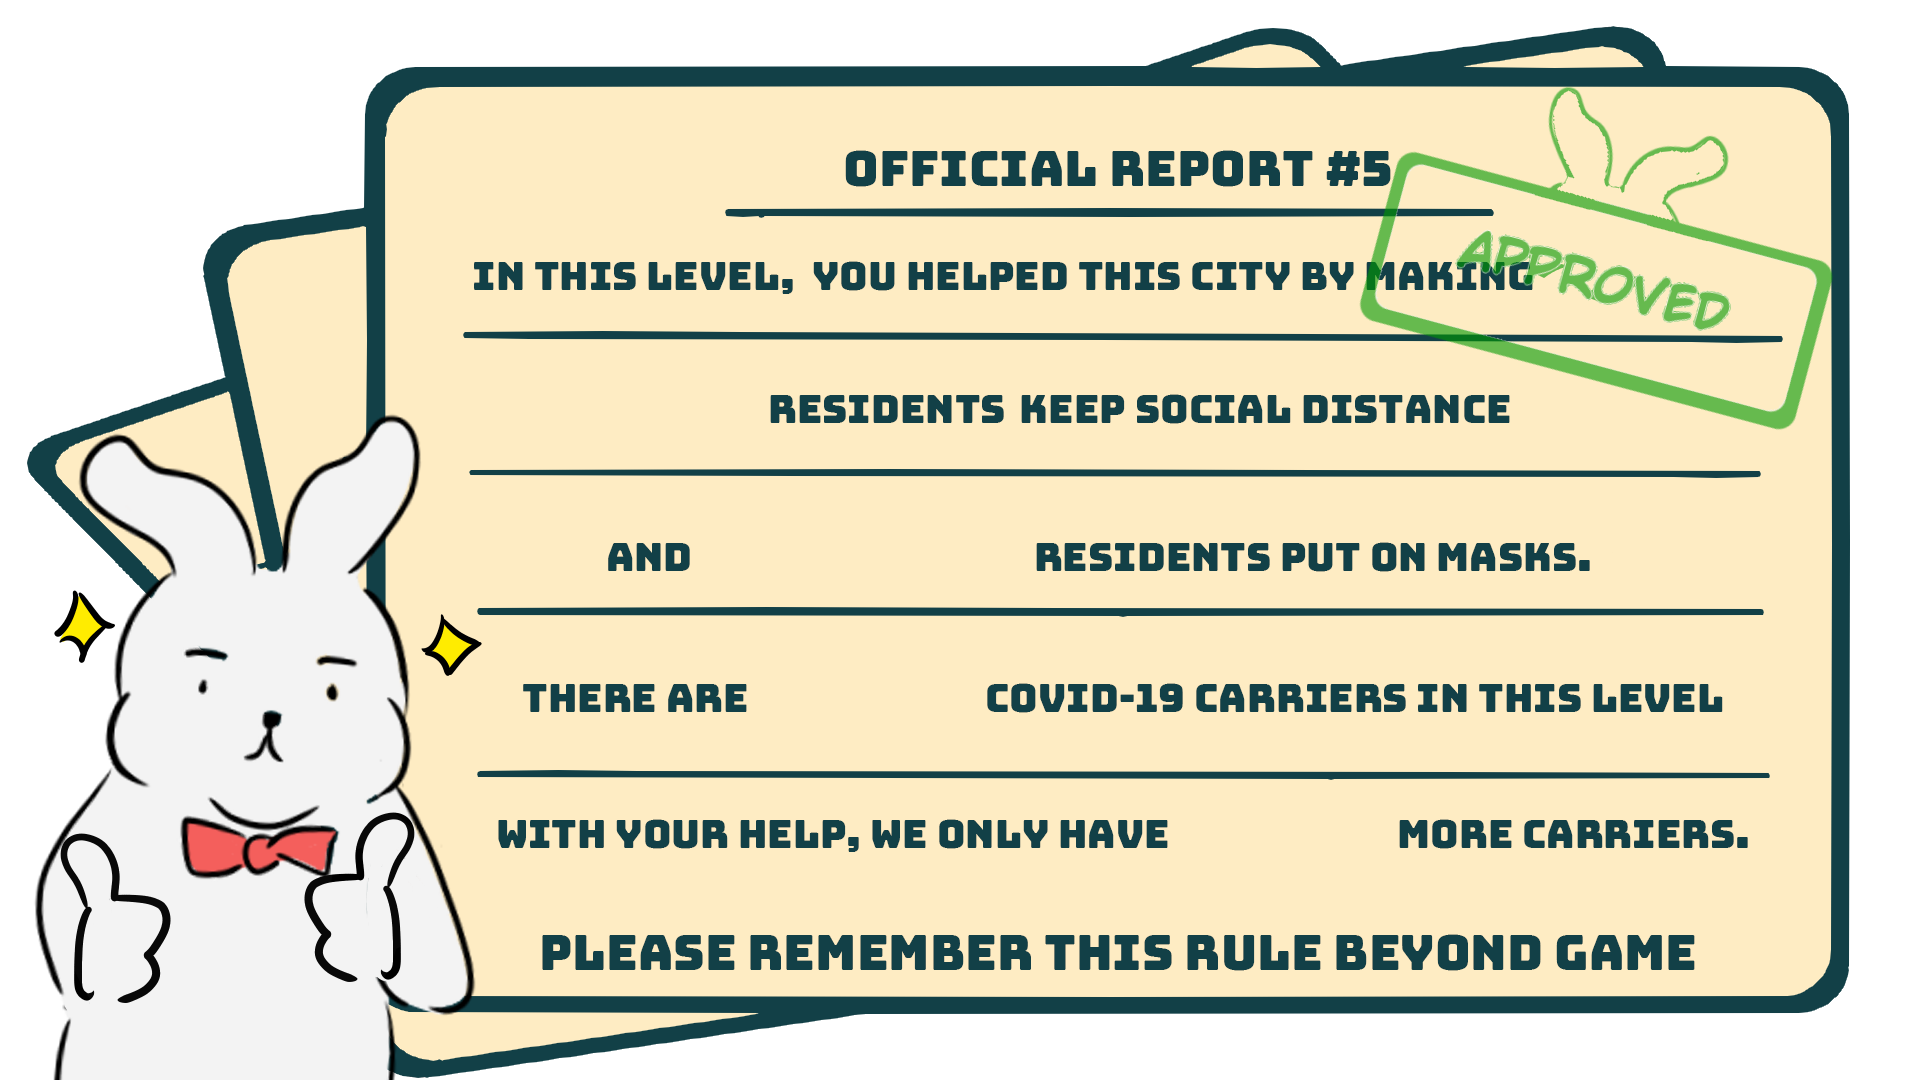 OFFICIAL REPORT #5
IN THIS LEVEL, YOU HELPED THIS CITY BY MAKING
APPROVED
RESIDENTS KEEP SOCIAL DISTANCE
AND RESIDENTS PUT ON MASKS.
THERE ARE COVID-19 CARRIERS IN THIS LEVEL
WITH YOUR HELP, WE ONLY HAVE MORE CARRIERS.
PLEASE REMEMBER THIS RULE BEYOND GAME